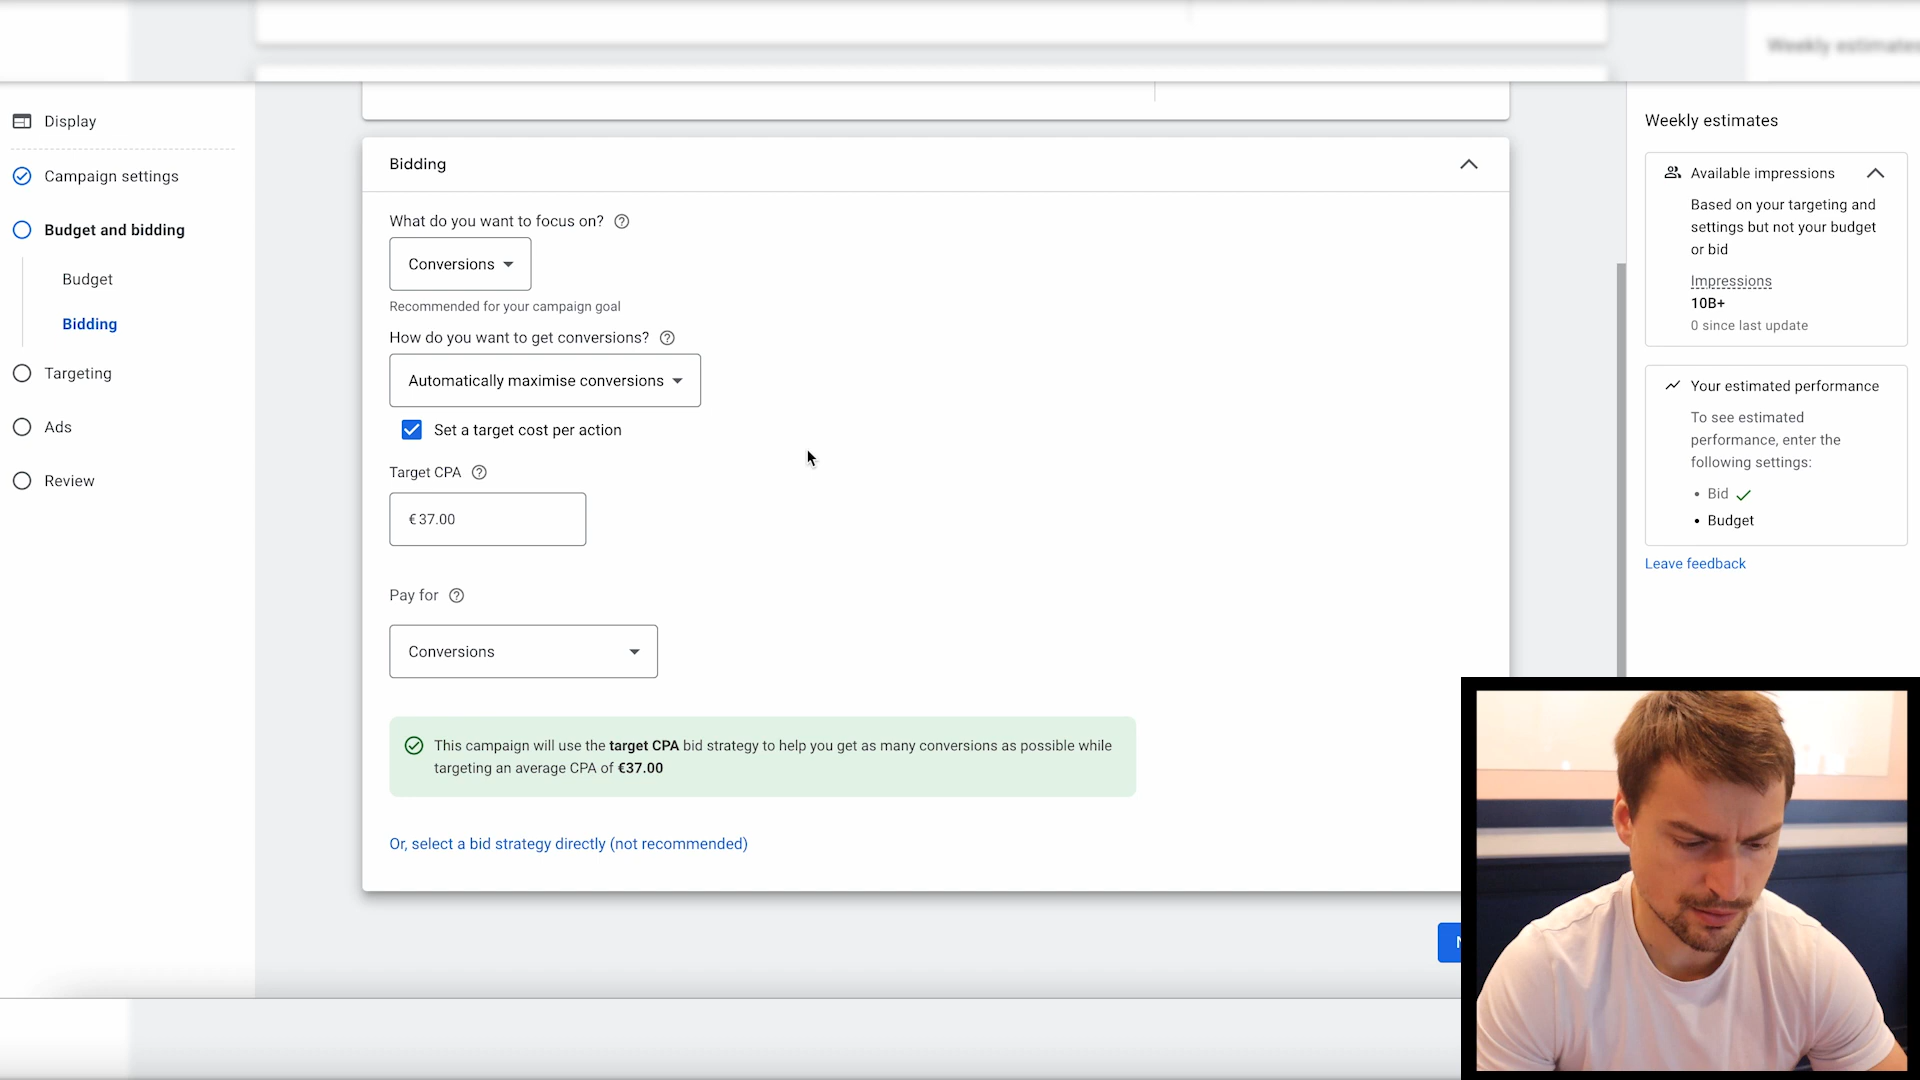 Weekly estimates
Display
Campaign settings
Budget and bidding
Budget
Bidding
Targeting
Ads
Review
Bidding
What do you want to focus on?
Conversions
Recommended for your campaign goal
How do you want to get conversions?
Automatically maximise conversions
Set a target cost per action
Target CPA
€37.00
Pay for
Conversions
This campaign will use the target CPA bid strategy to help you get as many conversions as possible while
targeting an average CPA of €37.00
Or, select a bid strategy directly (not recommended)
Weekly estimates
Available impressions
Based on your targeting and
settings but not your budget
or bid
Impressions
10B+
0 since last update
Your estimated performance
To see estimated
performance, enter the
following settings:
• Bid
• Budget
Leave feedback